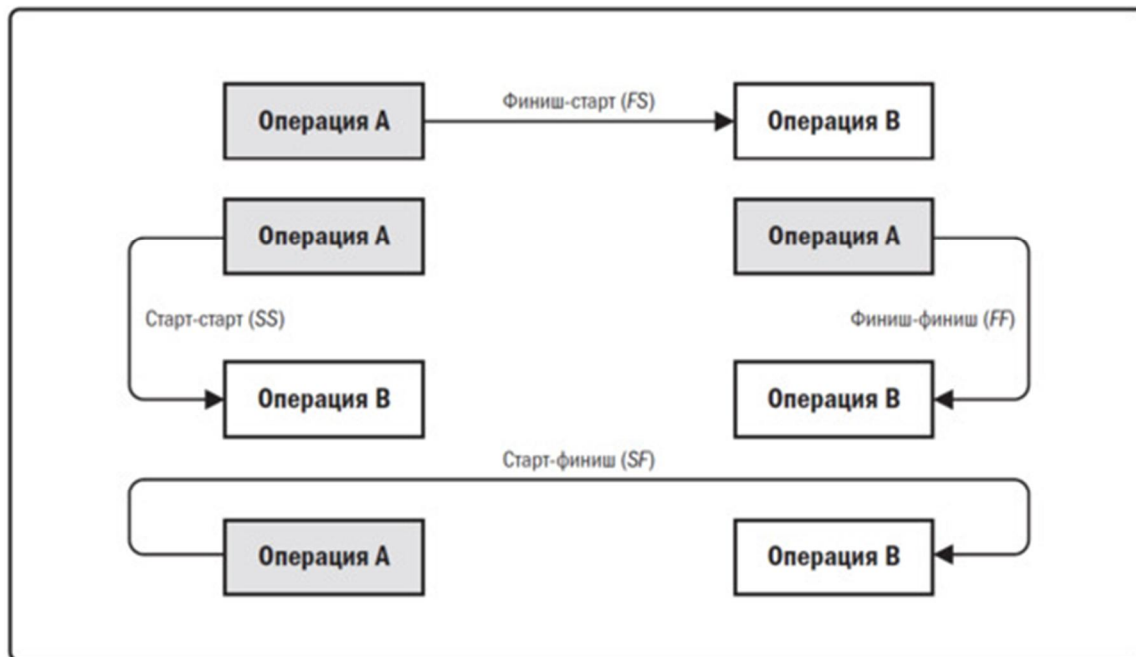 Финиш-старт (FS)
Операция A
Операция B
Операция A
Операция A
Старт-старт (SS)
Финиш-финиш (FF)
Операция B
Операция B
Старт-финиш (SF)
Операция A
Операция B